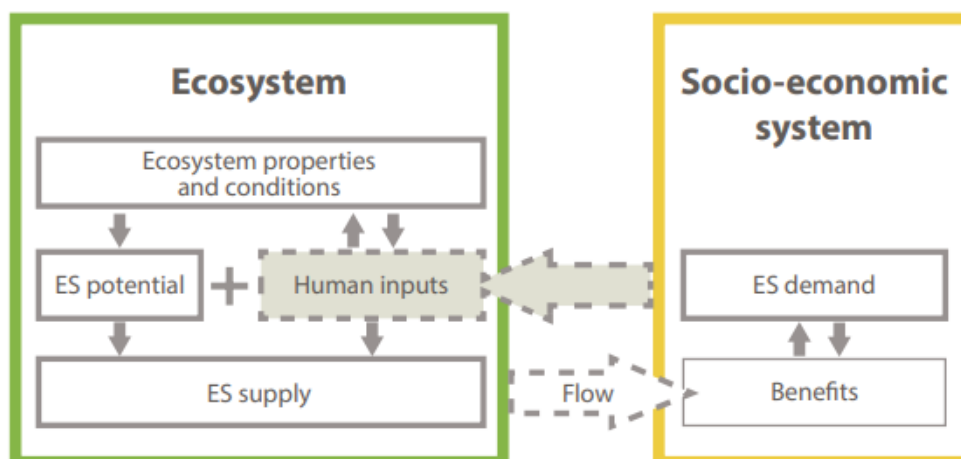 Ecosystem
Socio-economic
system
Ecosystem properties
and conditions
ES potential
+
Human inputs
ES demand
ES supply
Flow
Benefits